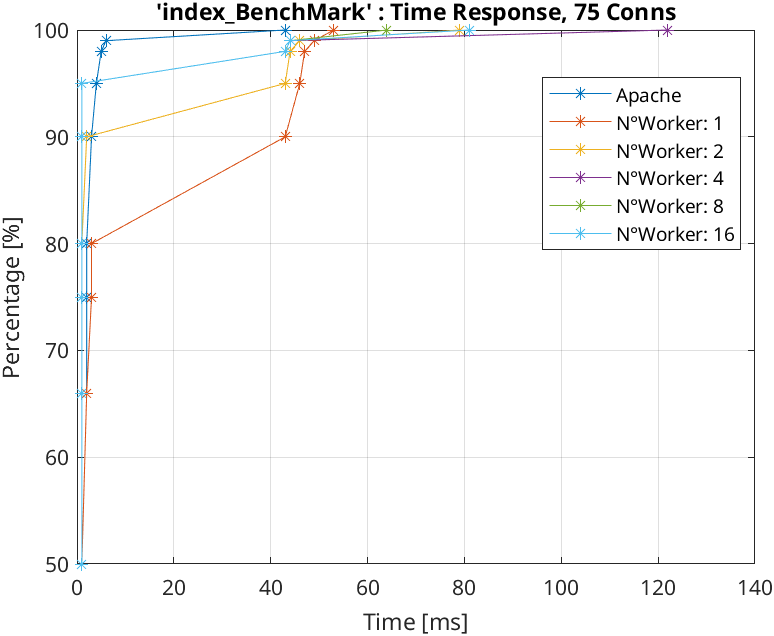 'index_BenchMark' : Time Response, 75 Conns
100
90
80
70
60
50
Percentage [%]
Apache
N°Worker: 1
N°Worker: 2
N°Worker: 4
N°Worker: 8
N°Worker: 16
0 20 40 60 80 100 120 140
Time [ms]